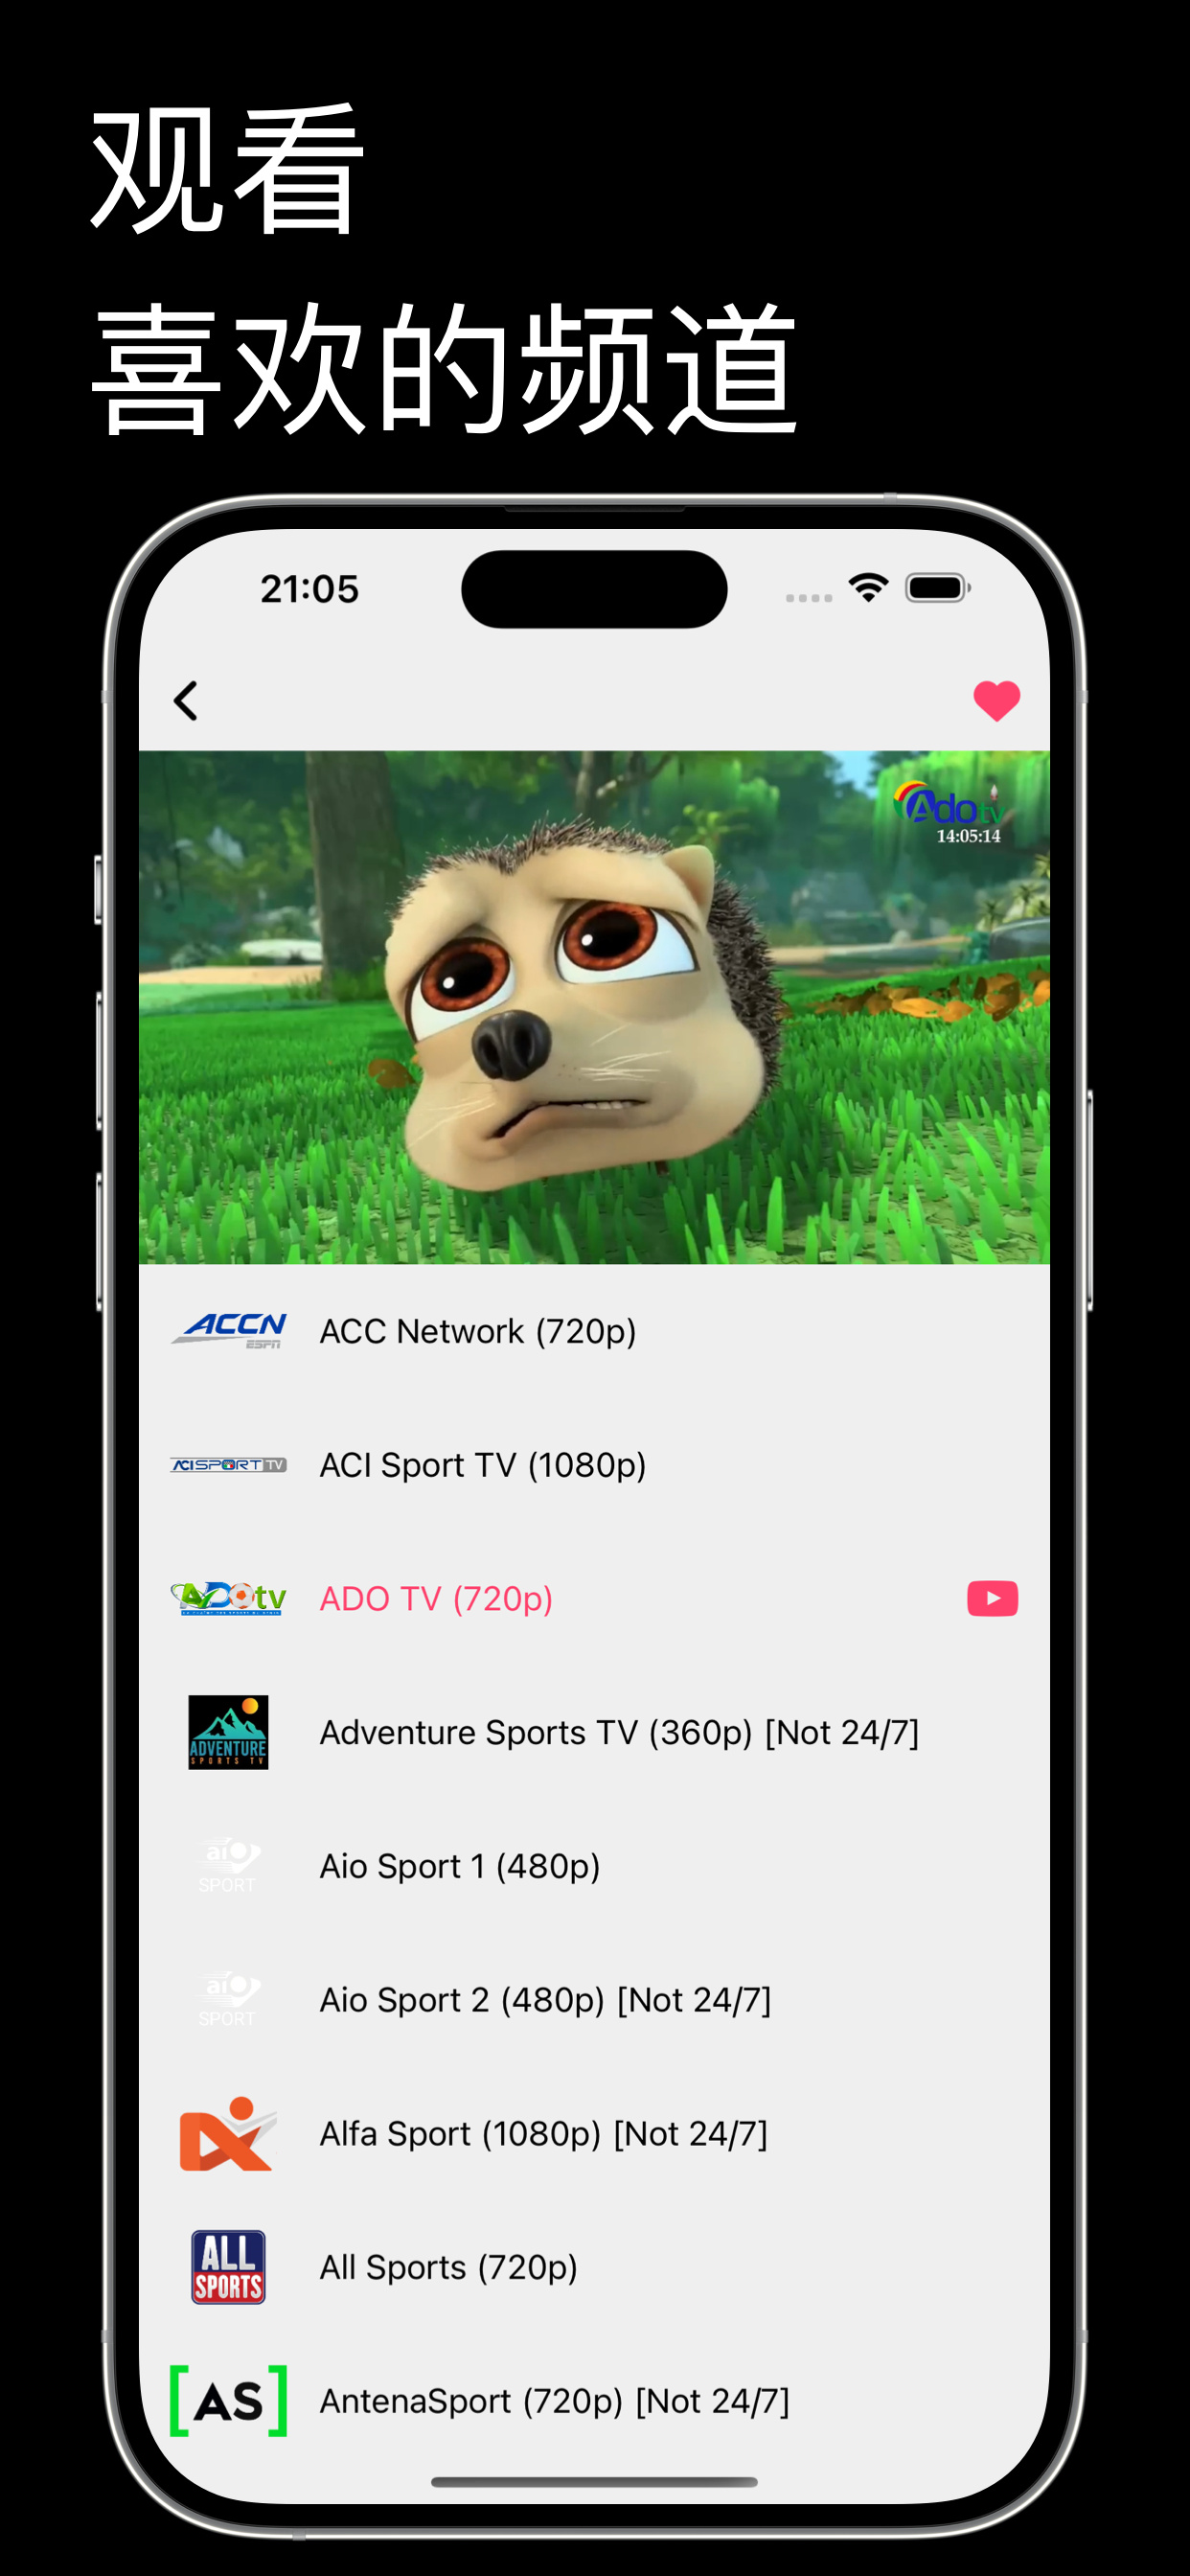 观看
喜欢的频道
21:05
Adotv
14:05:14
ACCN
ESPN
ACC Network (720p)
ACISPORT TV
ACI Sport TV (1080p)
ADOtv
ADO TV (720p)
ADVENTURE
SPORTS TV
Adventure Sports TV (360p) [Not 24/7]
aio
SPORT
Aio Sport 1 (480p)
aio
SPORT
Aio Sport 2 (480p) [Not 24/7]
Alfa Sport (1080p) [Not 24/7]
ALL
SPORTS
All Sports (720p)
[AS]
AntenaSport (720p) [Not 24/7]